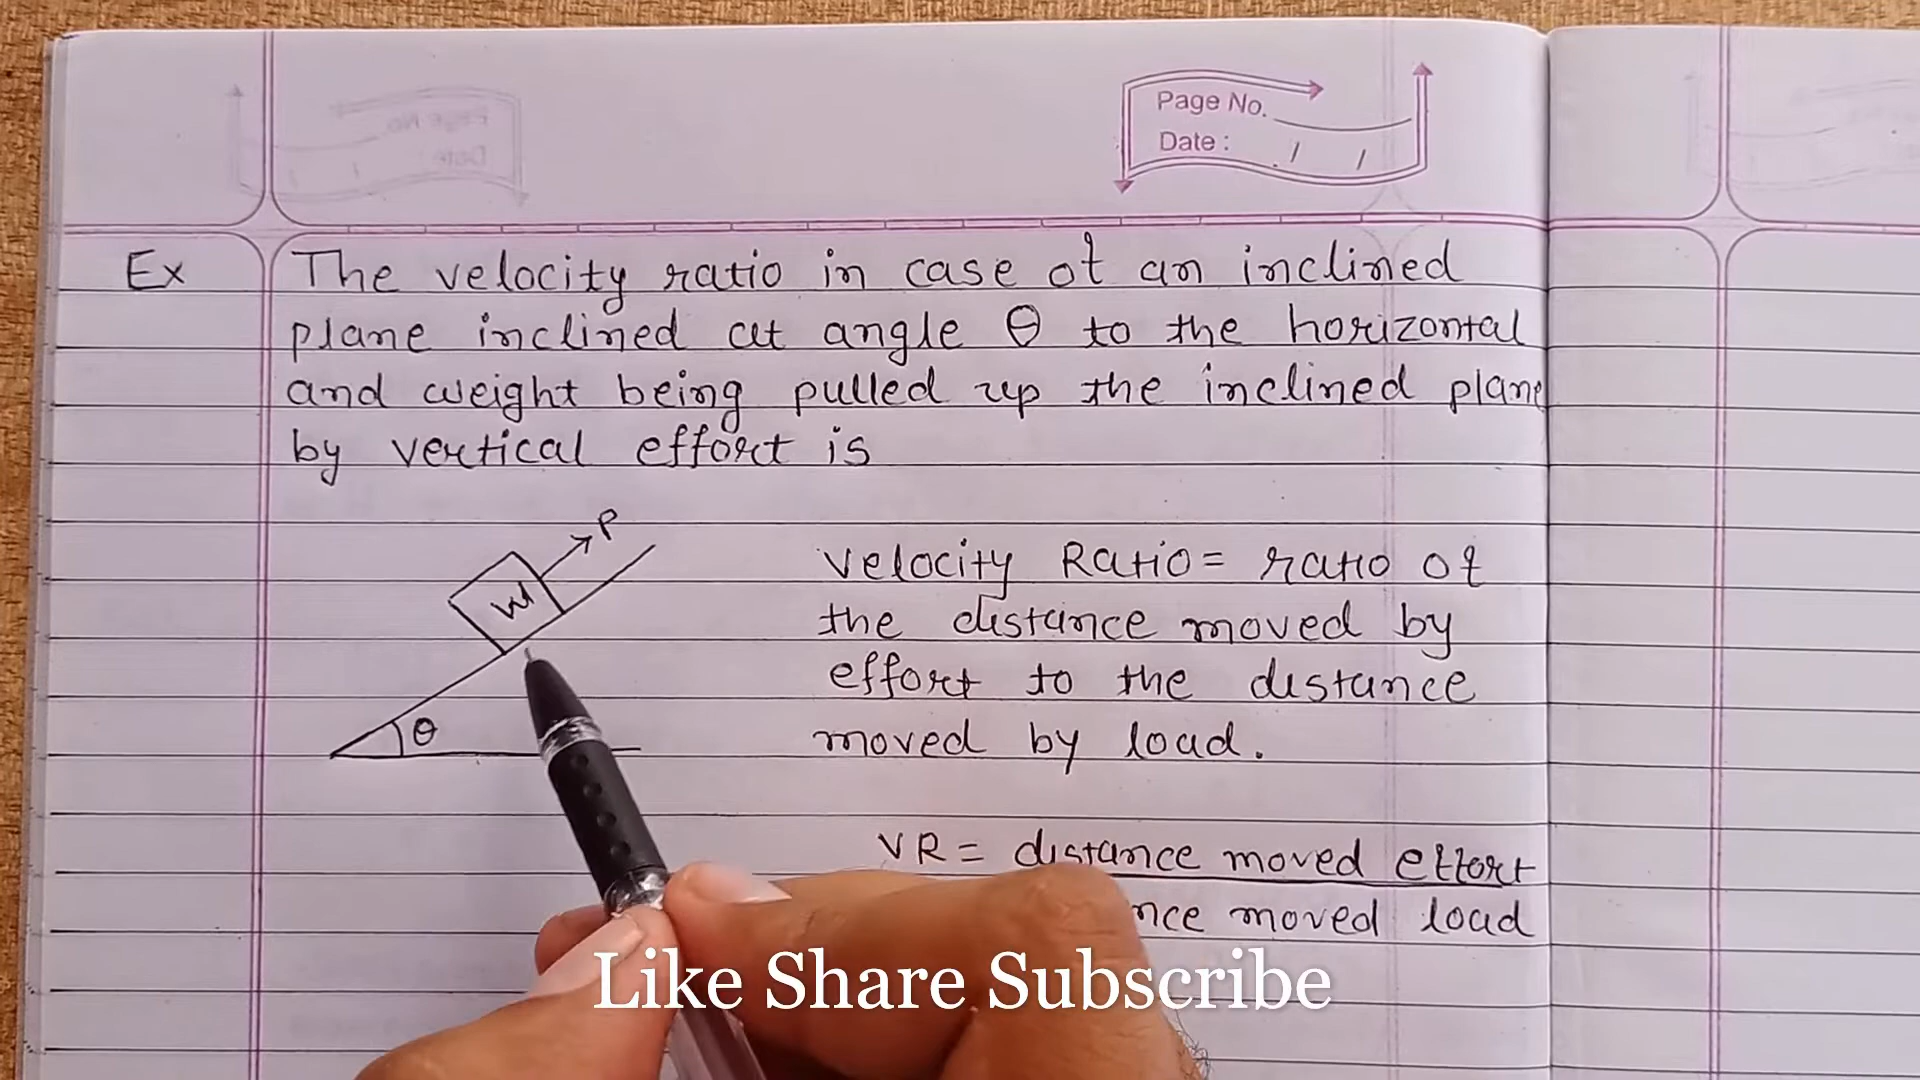 Page No.
Date : / /
Ex The velocity ratio in case of an inclined
plane inclined at angle θ to the horizontal
and weight being pulled up the inclined plane
by vertical effort is
P
W
θ
Velocity Ratio = ratio of
the distance moved by
effort to the distance
moved by load.
VR = distance moved effort
moved load
Like Share Subscribe